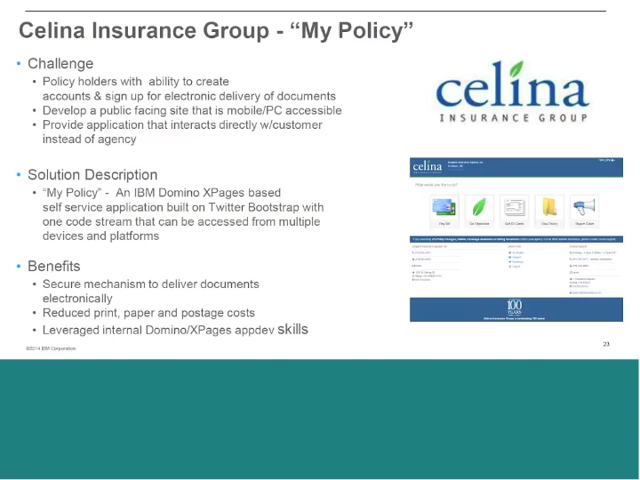 Celina Insurance Group - “My Policy”
• Challenge
• Policy holders with ability to create
accounts & sign up for electronic delivery of documents
• Develop a public facing site that is mobile/PC accessible
• Provide application that interacts directly w/customer
instead of agency
• Solution Description
• “My Policy” - An IBM Domino XPages based
self service application built on Twitter Bootstrap with
one code stream that can be accessed from multiple
devices and platforms
• Benefits
• Secure mechanism to deliver documents
electronically
• Reduced print, paper and postage costs
• Leveraged internal Domino/XPages appdev skills
©2014 IBM Corporation
celina
INSURANCE GROUP
celina
100
YEARS
23